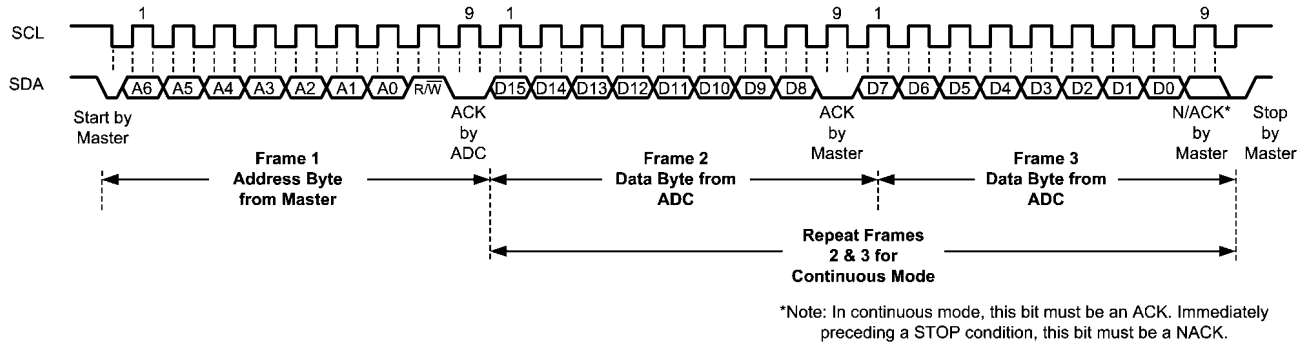 1 9 1 9 1 9
SCL
SDA A6 A5 A4 A3 A2 A1 A0 R/W D15 D14 D13 D12 D11 D10 D9 D8 D7 D6 D5 D4 D3 D2 D1 D0
Start by
Master
ACK
by
ADC
ACK
by
Master
N/ACK*
by
Master
Stop
by
Master
Frame 1
Address Byte
from Master
Frame 2
Data Byte from
ADC
Frame 3
Data Byte from
ADC
Repeat Frames
2 & 3 for
Continuous Mode
*Note: In continuous mode, this bit must be an ACK. Immediately
preceding a STOP condition, this bit must be a NACK.